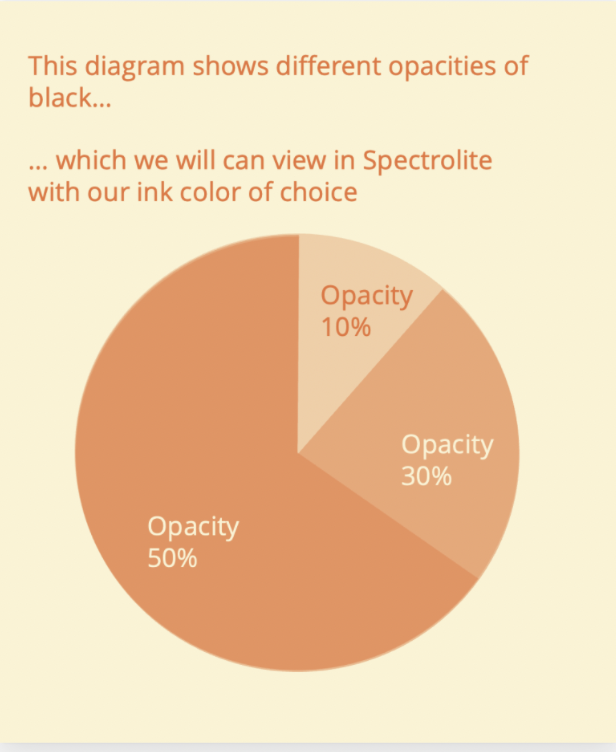 This diagram shows different opacities of
black...
... which we will can view in Spectrolite
with our ink color of choice
Opacity
10%
Opacity
30%
Opacity
50%